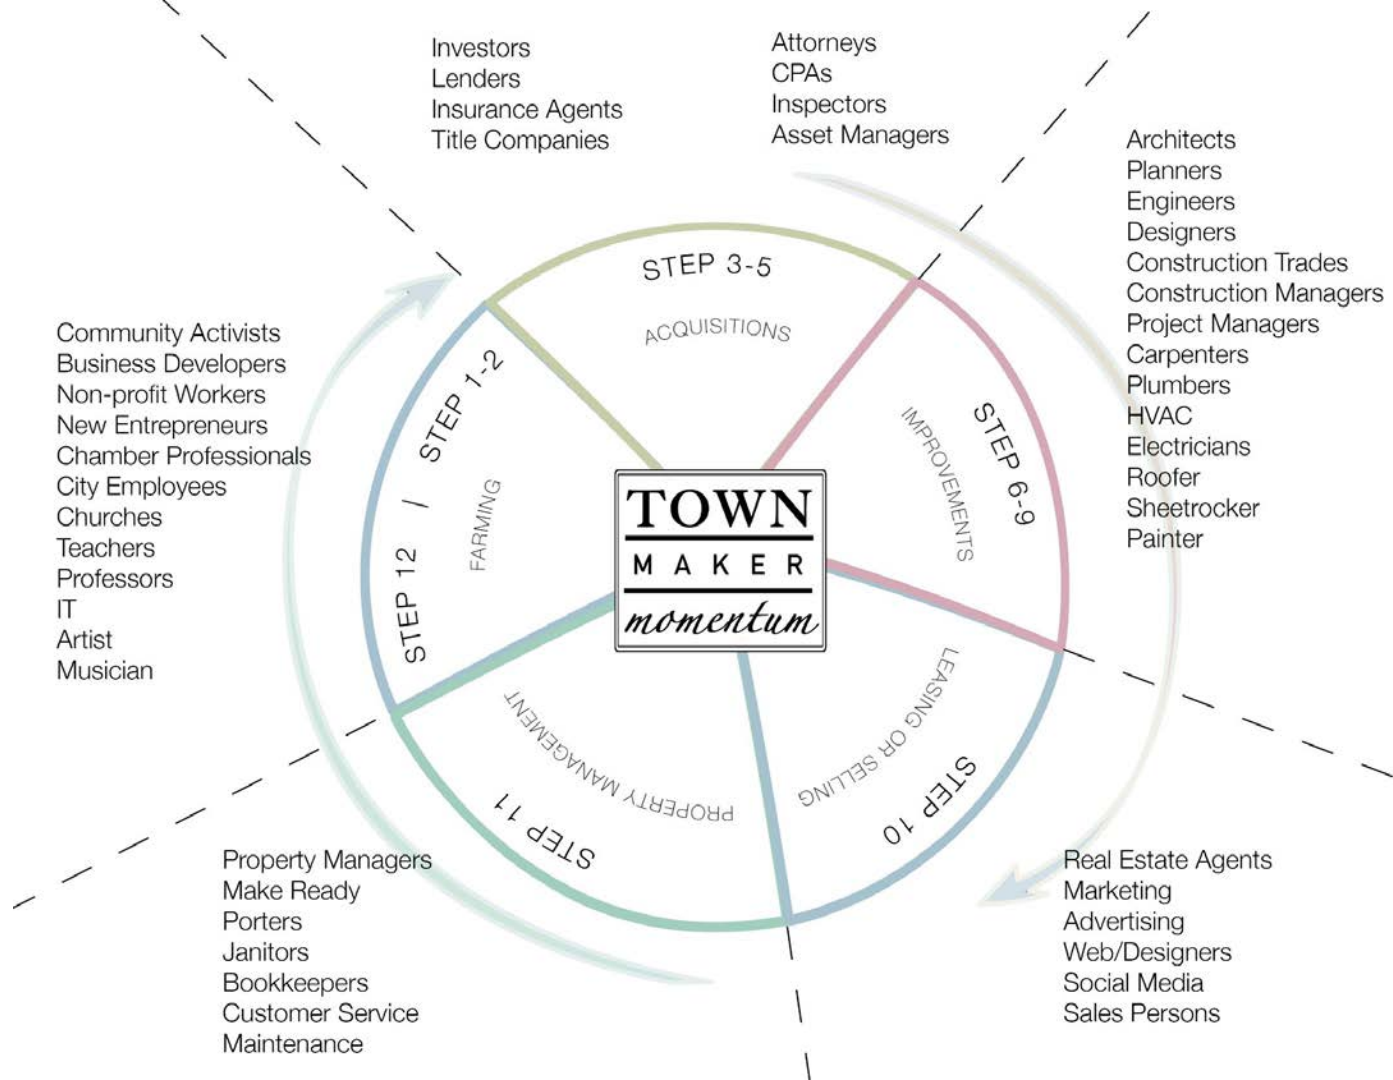 Investors
Lenders
Insurance Agents
Title Companies
Attorneys
CPAs
Inspectors
Asset Managers
Architects
Planners
Engineers
Designers
Construction Trades
Construction Managers
Project Managers
Carpenters
Plumbers
HVAC
Electricians
Roofer
Sheetrocker
Painter
Community Activists
Business Developers
Non-profit Workers
New Entrepreneurs
Chamber Professionals
City Employees
Churches
Teachers
Professors
IT
Artist
Musician
STEP 3-5
ACQUISITIONS
STEP 6-9
IMPROVEMENTS
STEP 12 / STEP 1-2
FARMING
TOWN
MAKER
momentum
LEASING OR SELLING
STEP 10
PROPERTY MANAGEMENT
STEP 11
Property Managers
Make Ready
Porters
Janitors
Bookkeepers
Customer Service
Maintenance
Real Estate Agents
Marketing
Advertising
Web/Designers
Social Media
Sales Persons